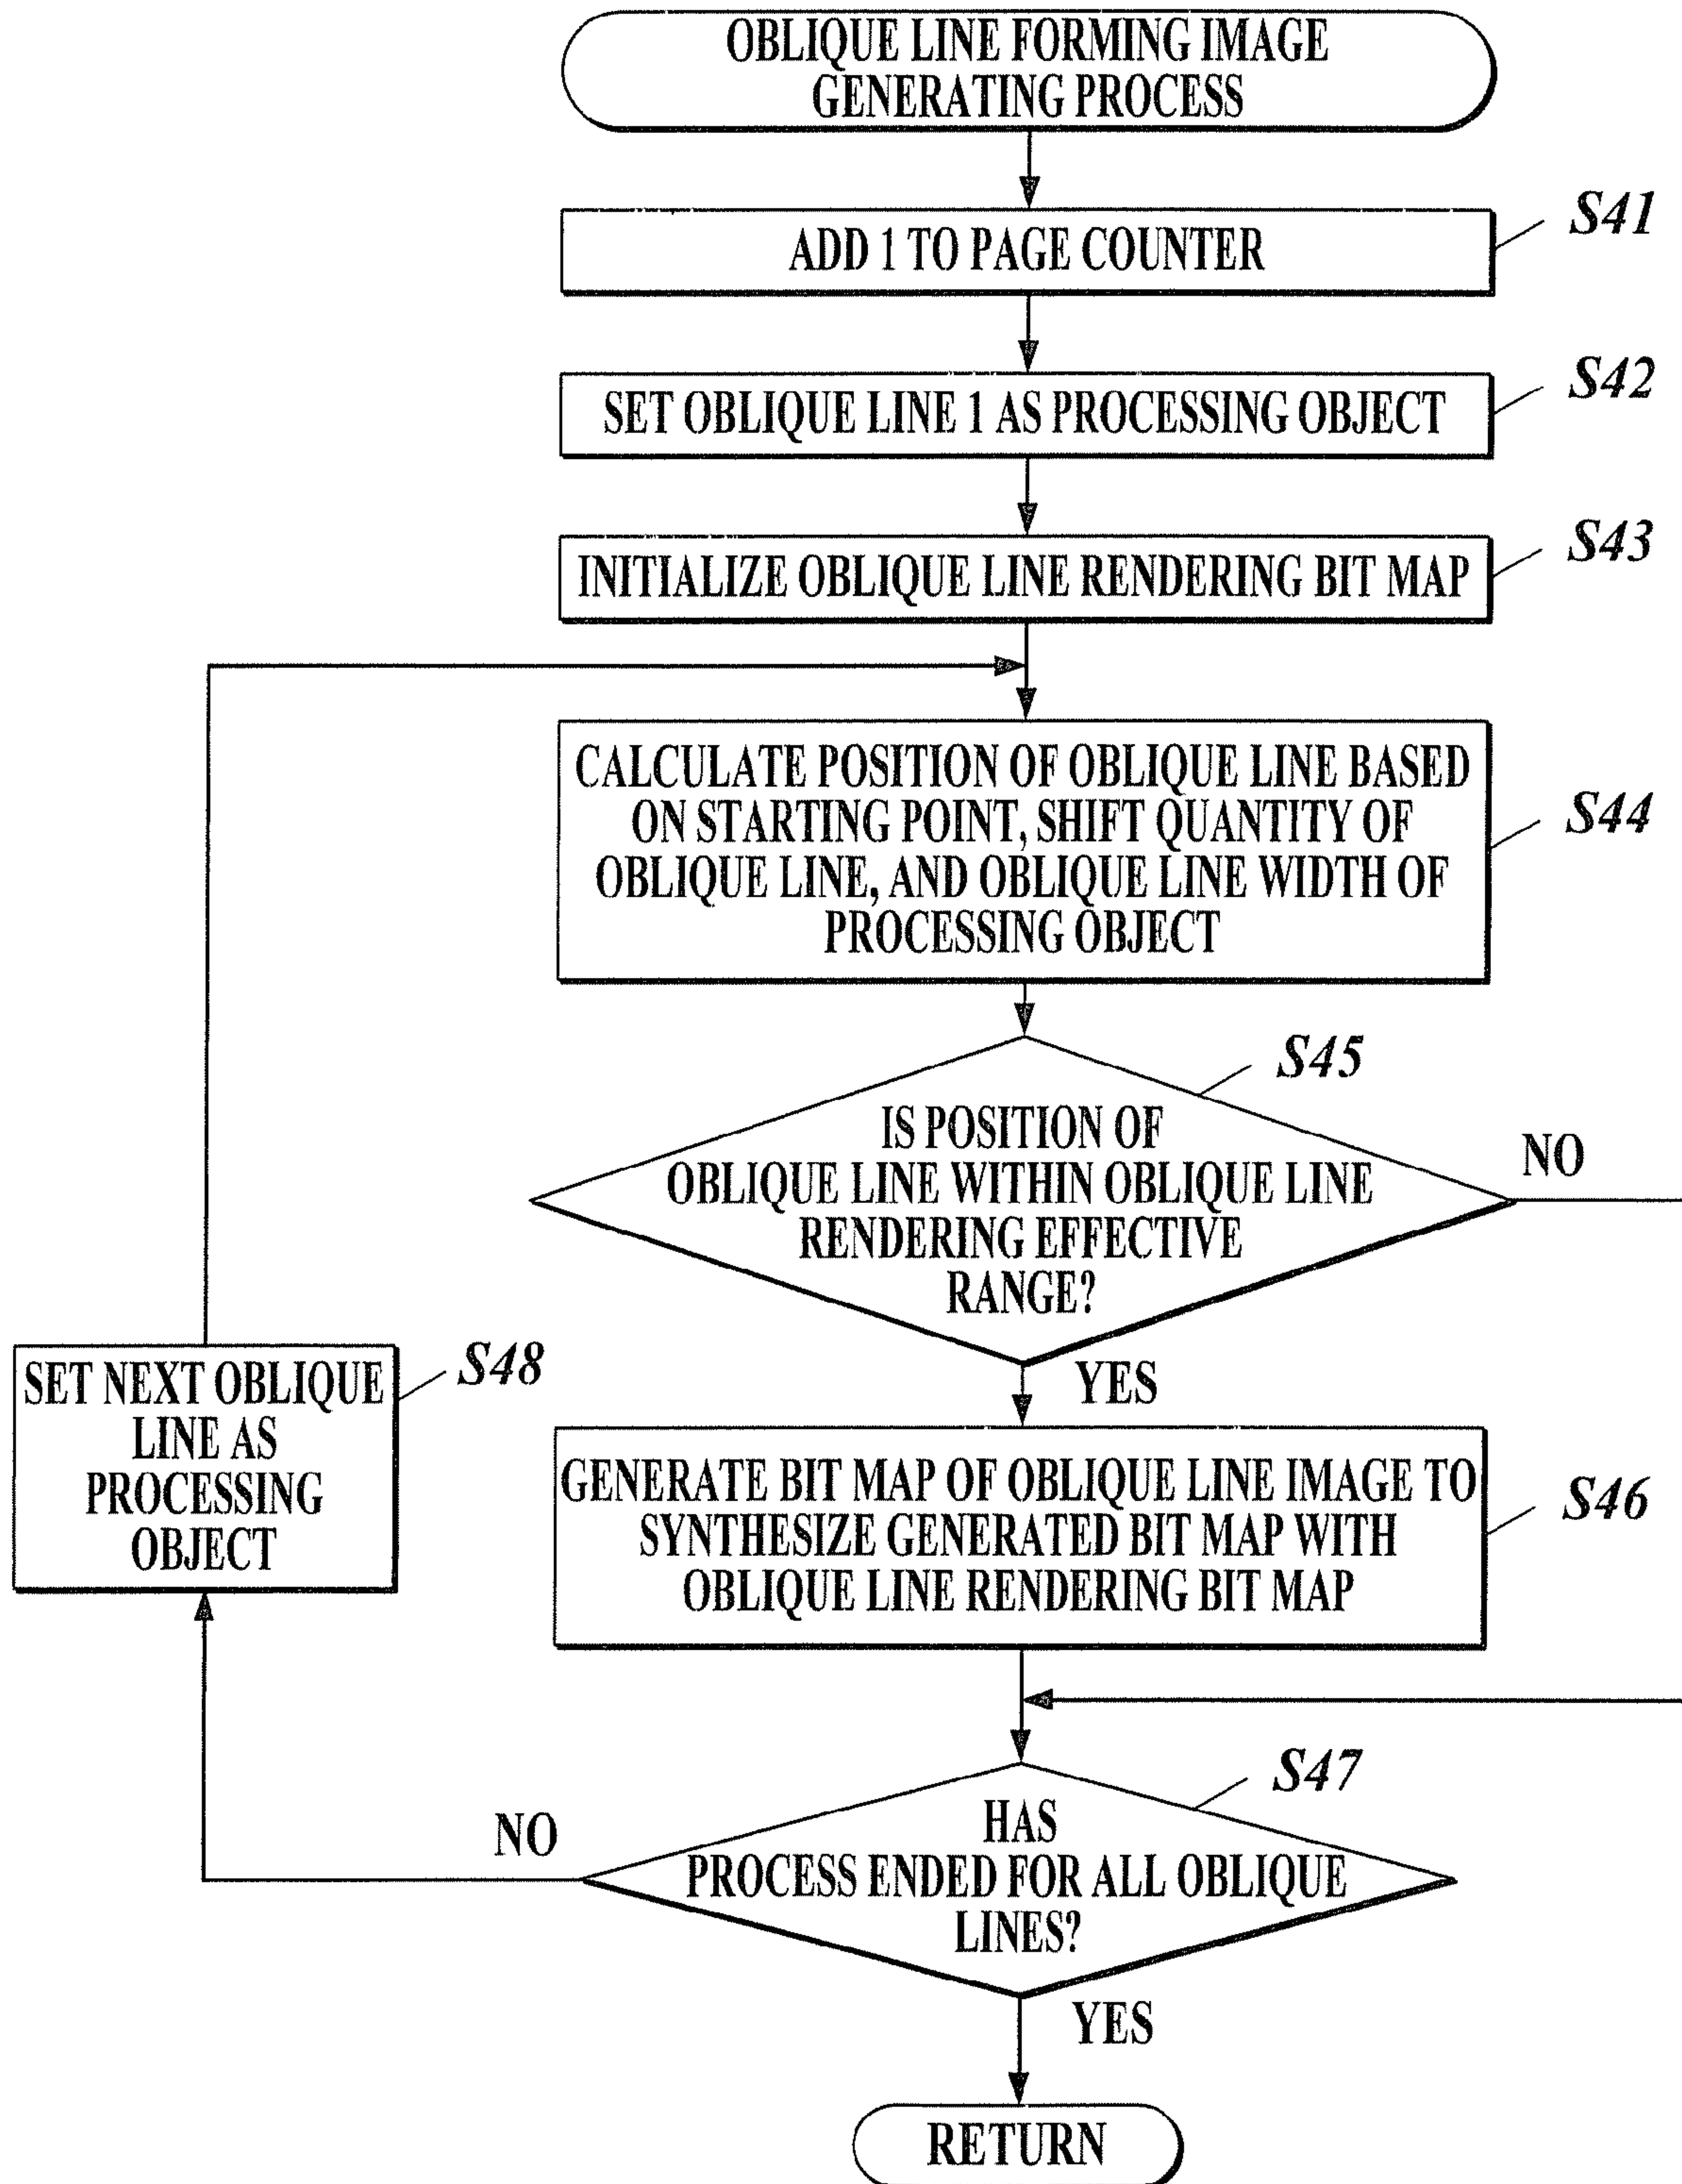 OBLIQUE LINE FORMING IMAGE
GENERATING PROCESS
S41
ADD 1 TO PAGE COUNTER
S42
SET OBLIQUE LINE 1 AS PROCESSING OBJECT
S43
INITIALIZE OBLIQUE LINE RENDERING BIT MAP
CALCULATE POSITION OF OBLIQUE LINE BASED
ON STARTING POINT, SHIFT QUANTITY OF
OBLIQUE LINE, AND OBLIQUE LINE WIDTH OF
PROCESSING OBJECT
S44
S45
IS POSITION OF
OBLIQUE LINE WITHIN OBLIQUE LINE
RENDERING EFFECTIVE
RANGE?
NO
YES
SET NEXT OBLIQUE
LINE AS
PROCESSING
OBJECT
S48
GENERATE BIT MAP OF OBLIQUE LINE IMAGE TO
SYNTHESIZE GENERATED BIT MAP WITH
OBLIQUE LINE RENDERING BIT MAP
S46
S47
HAS
PROCESS ENDED FOR ALL OBLIQUE
LINES?
NO
YES
RETURN